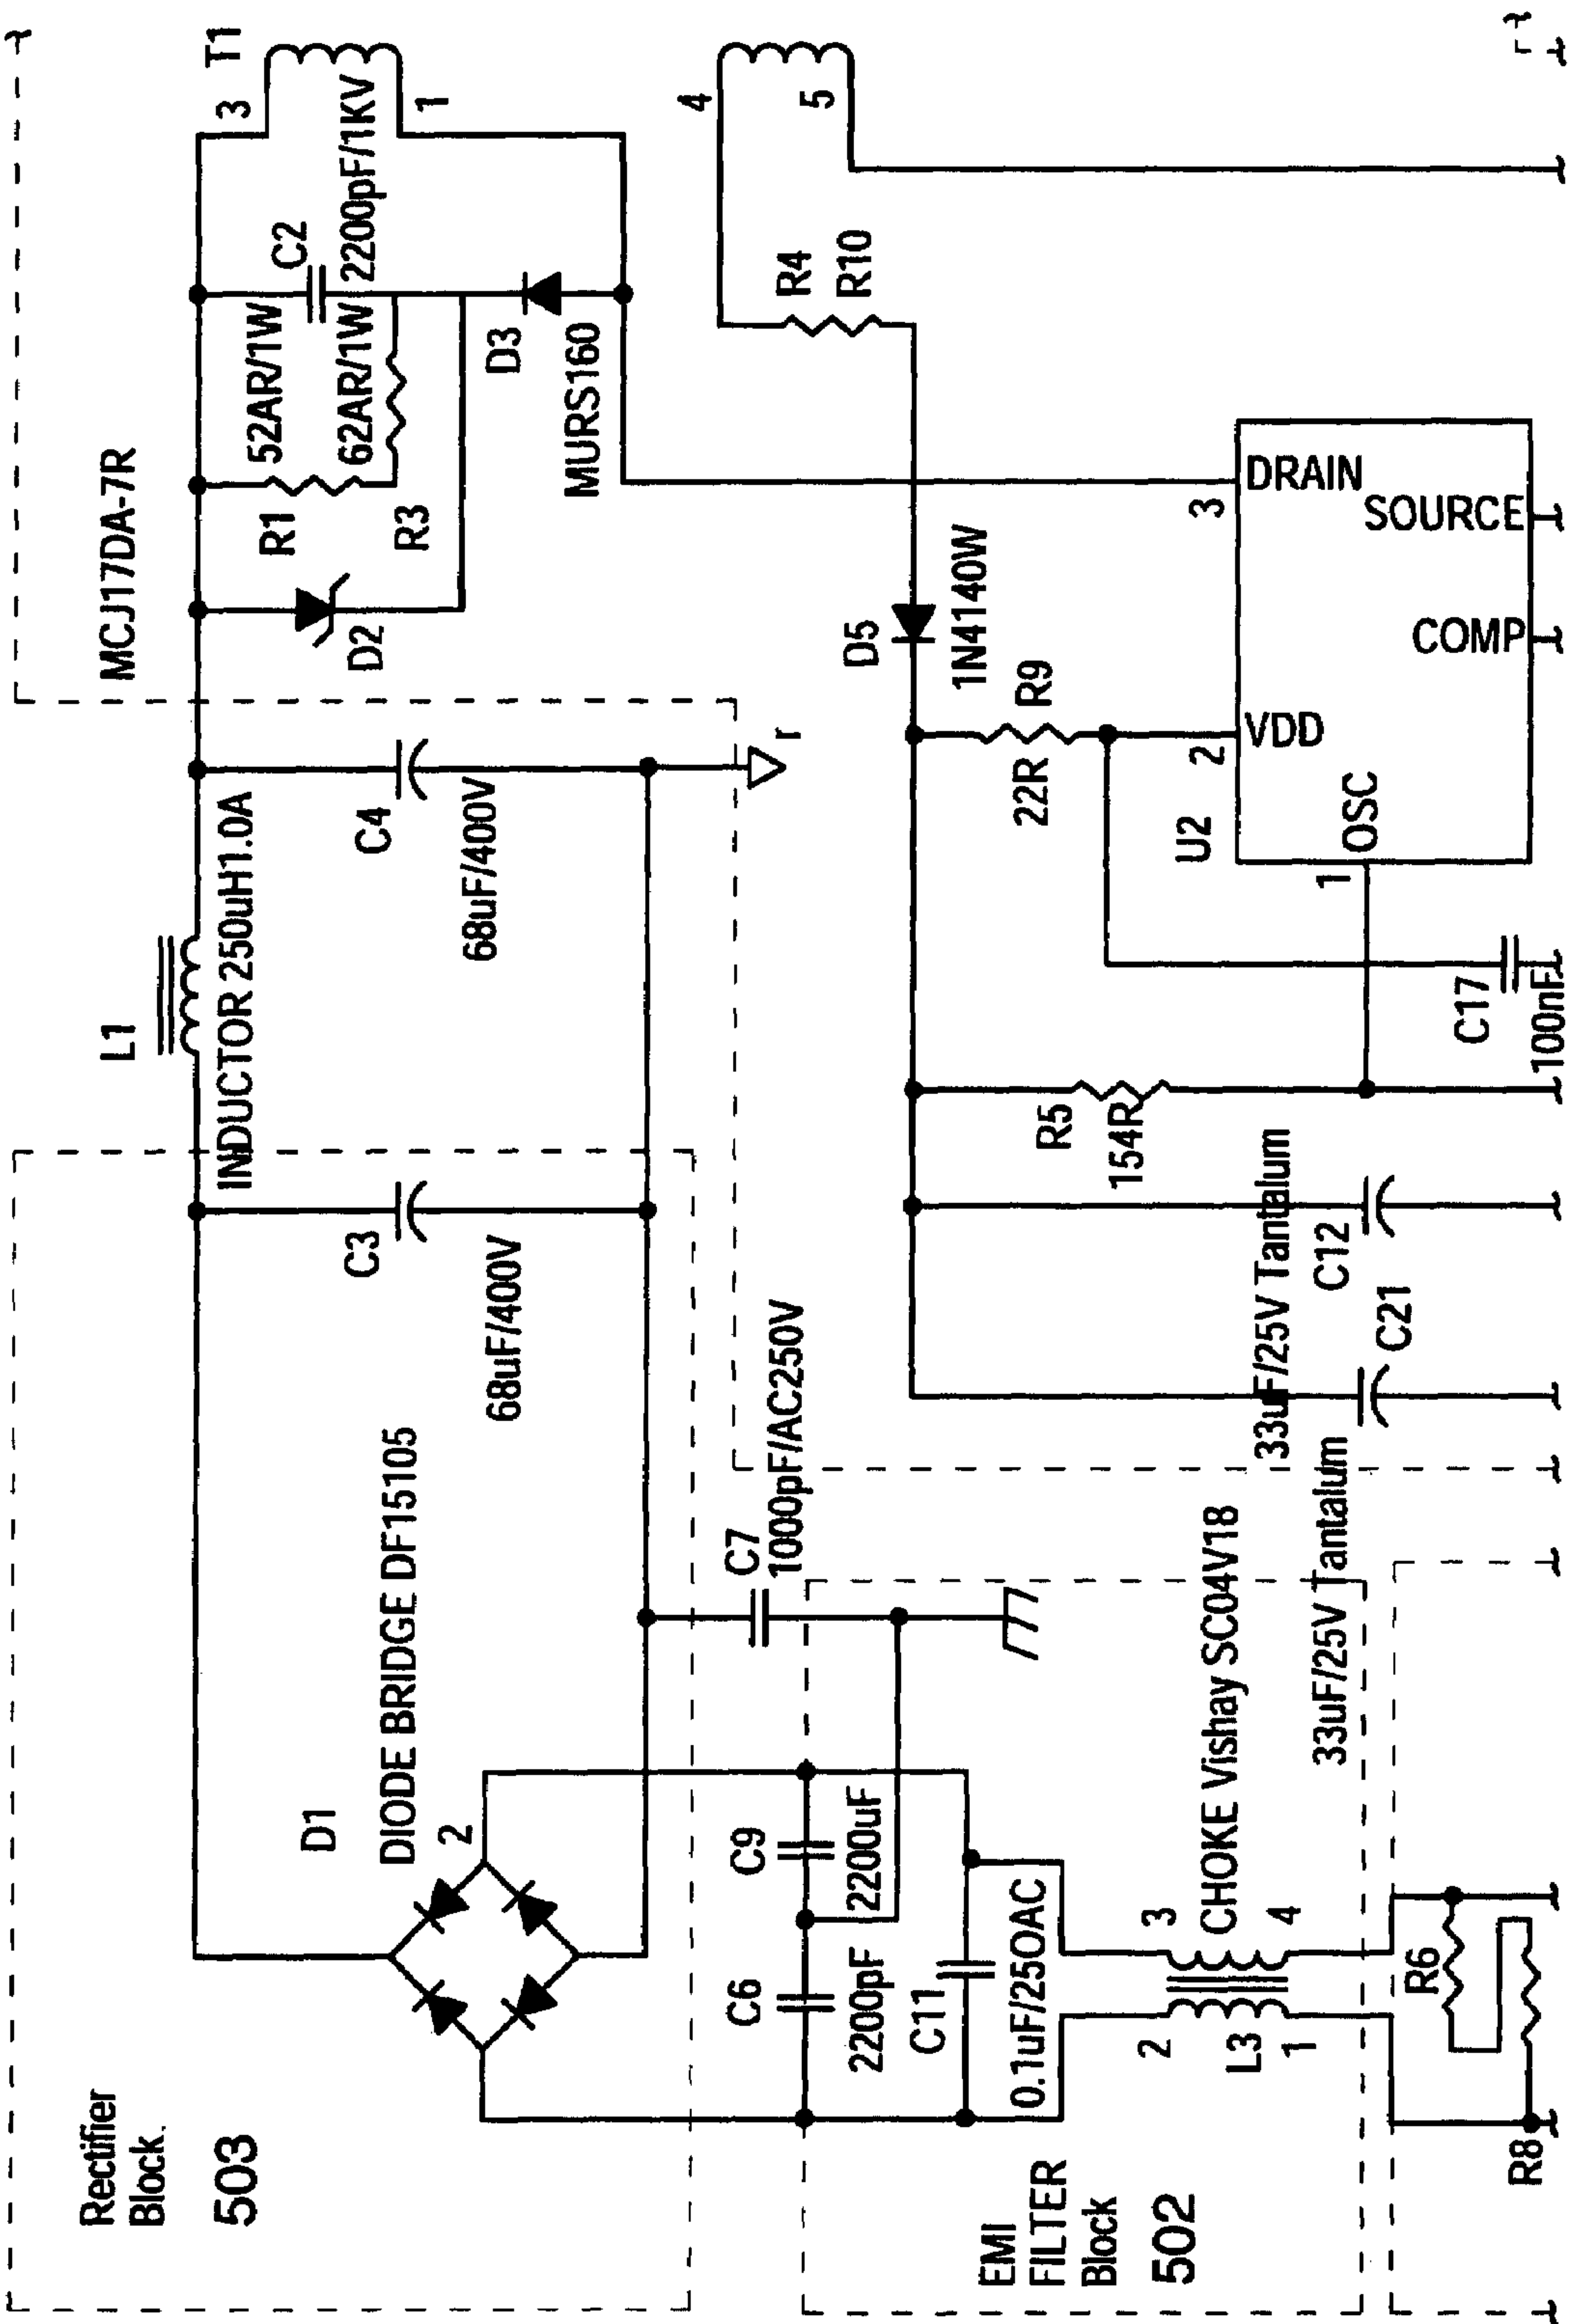 Rectifier
Block.
503
D1
DIODE BRIDGE DF15105
2
C3
68uF/400V
L1
INDUCTOR 250uH1.0A
C4
68uF/400V
r
MCJ17DA-7R
D2
R1
52AR/1W
R3
62AR/1W
C2
2200pF/1KV
D3
MURS160
T1
3
1
4
5
R4
R10
D5
1N4140W
R9
22R
U2
3
DRAIN
SOURCE
COMP
2
VDD
1
OSC
C17
100nF
R5
154R
33uF/25V Tantalum
C12
C21
33uF/25V Tantalum
C7
1000pF/AC250V
C9
2200uF
C6
2200pF
C11
0.1uF/250AC
EMI
FILTER
Block
502
CHOKE Vishay SC04V18
3
4
2
L3
1
R6
R8